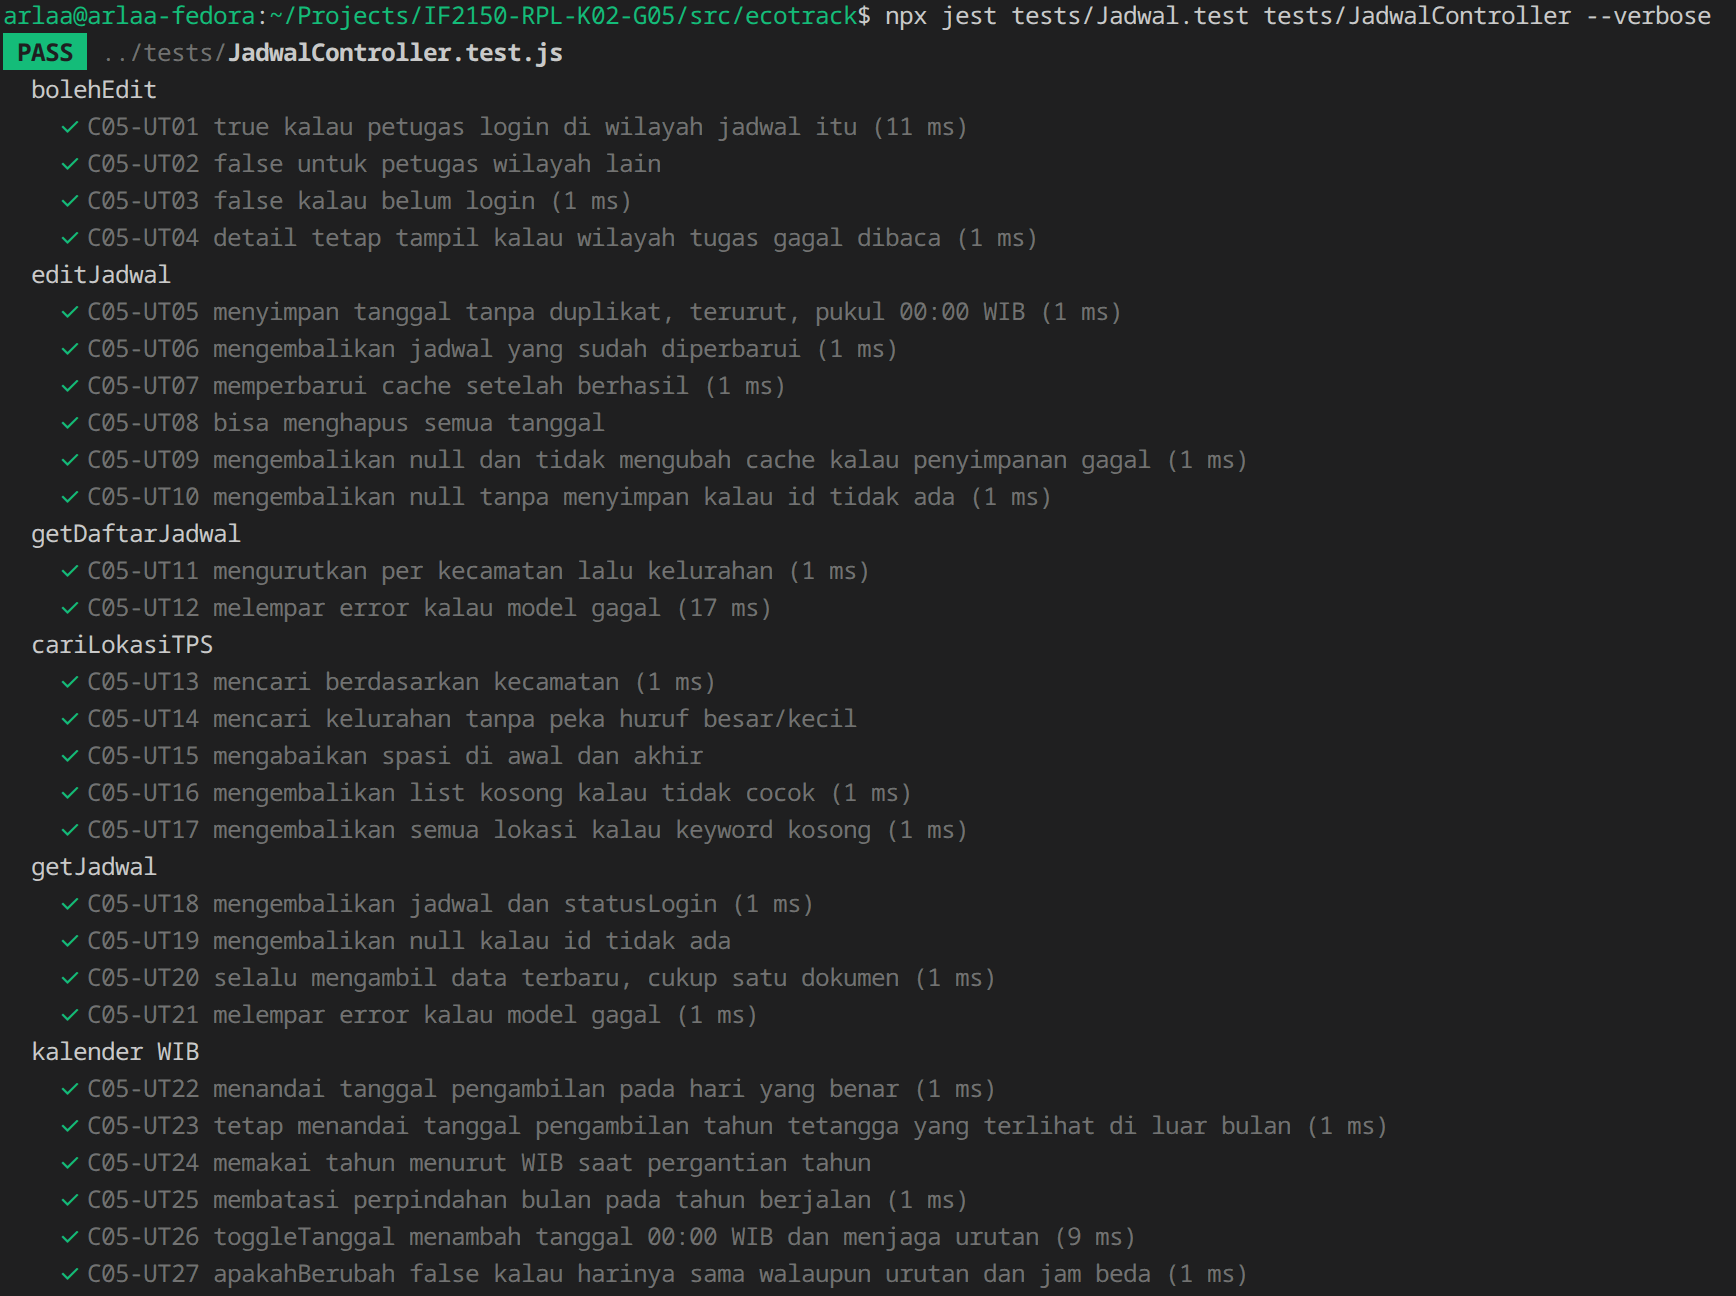 arlaa@arlaa-fedora:~/Projects/IF2150-RPL-K02-G05/src/ecotrack$ npx jest tests/Jadwal.test tests/JadwalController --verbose
PASS ../tests/JadwalController.test.js
bolehEdit
✓ C05-UT01 true kalau petugas login di wilayah jadwal itu (11 ms)
✓ C05-UT02 false untuk petugas wilayah lain
✓ C05-UT03 false kalau belum login (1 ms)
✓ C05-UT04 detail tetap tampil kalau wilayah tugas gagal dibaca (1 ms)
editJadwal
✓ C05-UT05 menyimpan tanggal tanpa duplikat, terurut, pukul 00:00 WIB (1 ms)
✓ C05-UT06 mengembalikan jadwal yang sudah diperbarui (1 ms)
✓ C05-UT07 memperbarui cache setelah berhasil (1 ms)
✓ C05-UT08 bisa menghapus semua tanggal
✓ C05-UT09 mengembalikan null dan tidak mengubah cache kalau penyimpanan gagal (1 ms)
✓ C05-UT10 mengembalikan null tanpa menyimpan kalau id tidak ada (1 ms)
getDaftarJadwal
✓ C05-UT11 mengurutkan per kecamatan lalu kelurahan (1 ms)
✓ C05-UT12 melempar error kalau model gagal (17 ms)
cariLokasiTPS
✓ C05-UT13 mencari berdasarkan kecamatan (1 ms)
✓ C05-UT14 mencari kelurahan tanpa peka huruf besar/kecil
✓ C05-UT15 mengabaikan spasi di awal dan akhir
✓ C05-UT16 mengembalikan list kosong kalau tidak cocok (1 ms)
✓ C05-UT17 mengembalikan semua lokasi kalau keyword kosong (1 ms)
getJadwal
✓ C05-UT18 mengembalikan jadwal dan statusLogin (1 ms)
✓ C05-UT19 mengembalikan null kalau id tidak ada
✓ C05-UT20 selalu mengambil data terbaru, cukup satu dokumen (1 ms)
✓ C05-UT21 melempar error kalau model gagal (1 ms)
kalender WIB
✓ C05-UT22 menandai tanggal pengambilan pada hari yang benar (1 ms)
✓ C05-UT23 tetap menandai tanggal pengambilan tahun tetangga yang terlihat di luar bulan (1 ms)
✓ C05-UT24 memakai tahun menurut WIB saat pergantian tahun
✓ C05-UT25 membatasi perpindahan bulan pada tahun berjalan (1 ms)
✓ C05-UT26 toggleTanggal menambah tanggal 00:00 WIB dan menjaga urutan (9 ms)
✓ C05-UT27 apakahBerubah false kalau harinya sama walaupun urutan dan jam beda (1 ms)